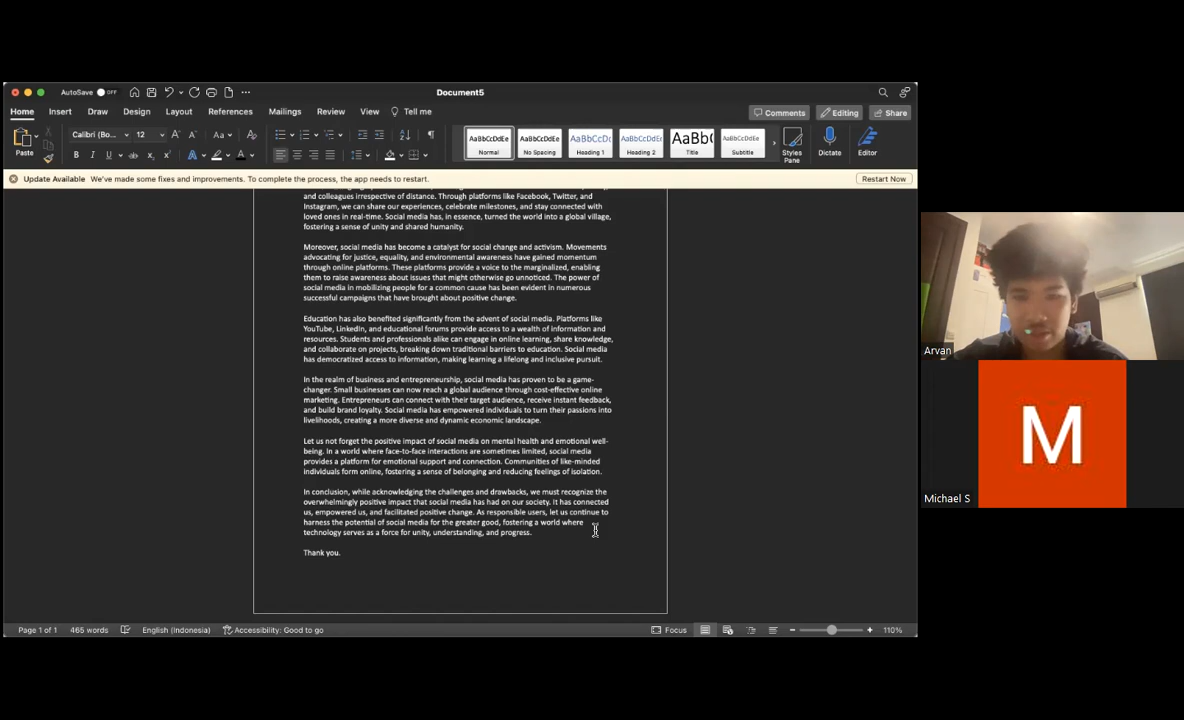 AutoSave OFF
Document5
Home Insert Draw Design Layout References Mailings Review View Tell me
Comments Editing Share
Paste
Calibri (Bo... 12
AaBbCcDdEe AaBbCcDdEe AaBbCcDc AaBbCcDdE AaBb( AaBbCcDdEe
Normal No Spacing Heading 1 Heading 2 Title Subtitle
Styles Pane
Dictate
Editor
Update Available We've made some fixes and improvements. To complete the process, the app needs to restart. Restart Now
and colleagues irrespective of distance. Through platforms like Facebook, Twitter, and
Instagram, we can share our experiences, celebrate milestones, and stay connected with
loved ones in real-time. Social media has, in essence, turned the world into a global village,
fostering a sense of unity and shared humanity.
Moreover, social media has become a catalyst for social change and activism. Movements
advocating for justice, equality, and environmental awareness have gained momentum
through online platforms. These platforms provide a voice to the marginalized, enabling
them to raise awareness about issues that might otherwise go unnoticed. The power of
social media in mobilizing people for a common cause has been evident in numerous
successful campaigns that have brought about positive change.
Education has also benefited significantly from the advent of social media. Platforms like
YouTube, LinkedIn, and educational forums provide access to a wealth of information and
resources. Students and professionals alike can engage in online learning, share knowledge,
and collaborate on projects, breaking down traditional barriers to education. Social media
has democratized access to information, making learning a lifelong and inclusive pursuit.
In the realm of business and entrepreneurship, social media has proven to be a game-
changer. Small businesses can now reach a global audience through cost-effective online
marketing. Entrepreneurs can connect with their target audience, receive instant feedback,
and build brand loyalty. Social media has empowered individuals to turn their passions into
livelihoods, creating a more diverse and dynamic economic landscape.
Let us not forget the positive impact of social media on mental health and emotional well-
being. In a world where face-to-face interactions are sometimes limited, social media
provides a platform for emotional support and connection. Communities of like-minded
individuals form online, fostering a sense of belonging and reducing feelings of isolation.
In conclusion, while acknowledging the challenges and drawbacks, we must recognize the
overwhelmingly positive impact that social media has had on our society. It has connected
us, empowered us, and facilitated positive change. As responsible users, let us continue to
harness the potential of social media for the greater good, fostering a world where
technology serves as a force for unity, understanding, and progress.
Thank you.
Page 1 of 1 465 words English (Indonesia) Accessibility: Good to go Focus 110%
Arvan
M
Michael S